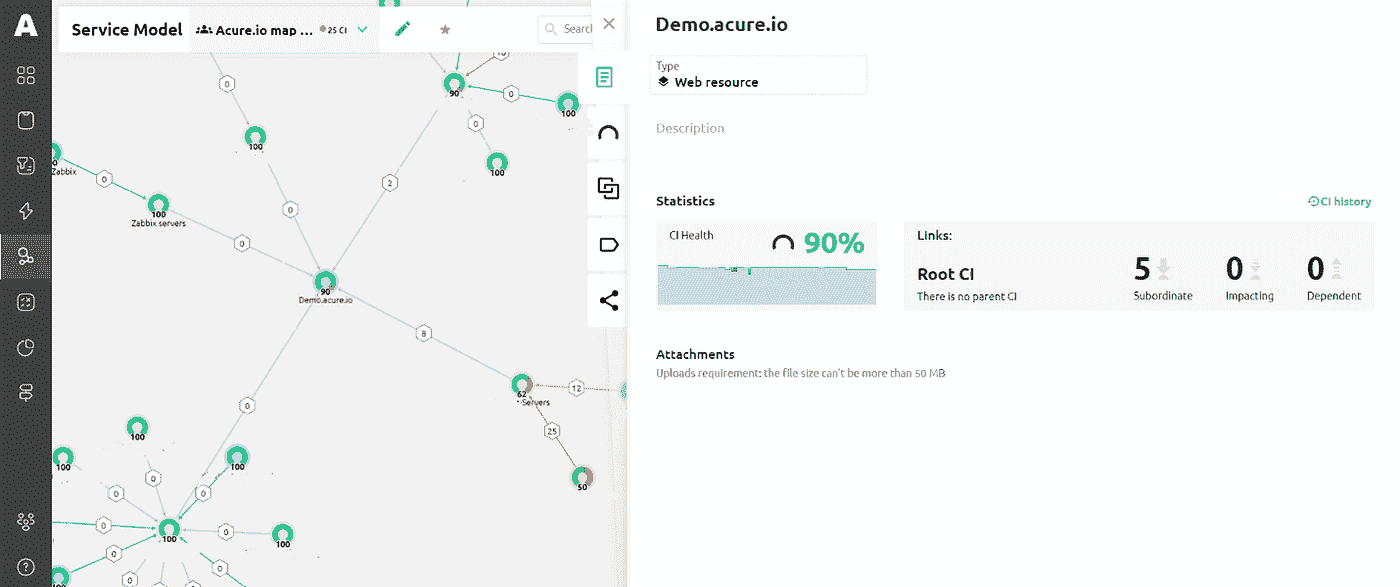 A
Service Model
Acure.io map ... 25 CI
Search
0
10
90
0
100
0
100
100
2
Zabbix
0
0
100
Zabbix servers
0
90
Demo.acure.io
8
62
Servers
12
0
25
50
100
100
100
0
0
0
0
100
0
100
0
0
0
100
Demo.acure.io
Type
Web resource
Description
Statistics
CI history
CI Health
90%
Links:
Root CI
There is no parent CI
5
Subordinate
0
Impacting
0
Dependent
Attachments
Uploads requirement: the file size can't be more than 50 MB